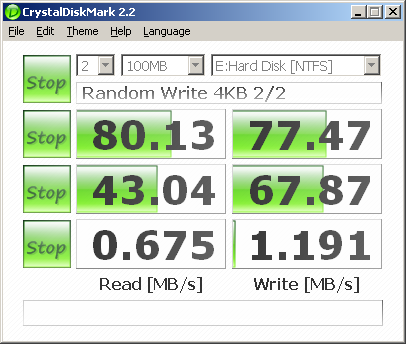 CrystalDiskMark 2.2
File Edit Theme Help Language
Stop 2 100MB E:Hard Disk [NTFS]
Random Write 4KB 2/2
80.13 77.47
Stop 43.04 67.87
Stop 0.675 1.191
Read [MB/s] Write [MB/s]